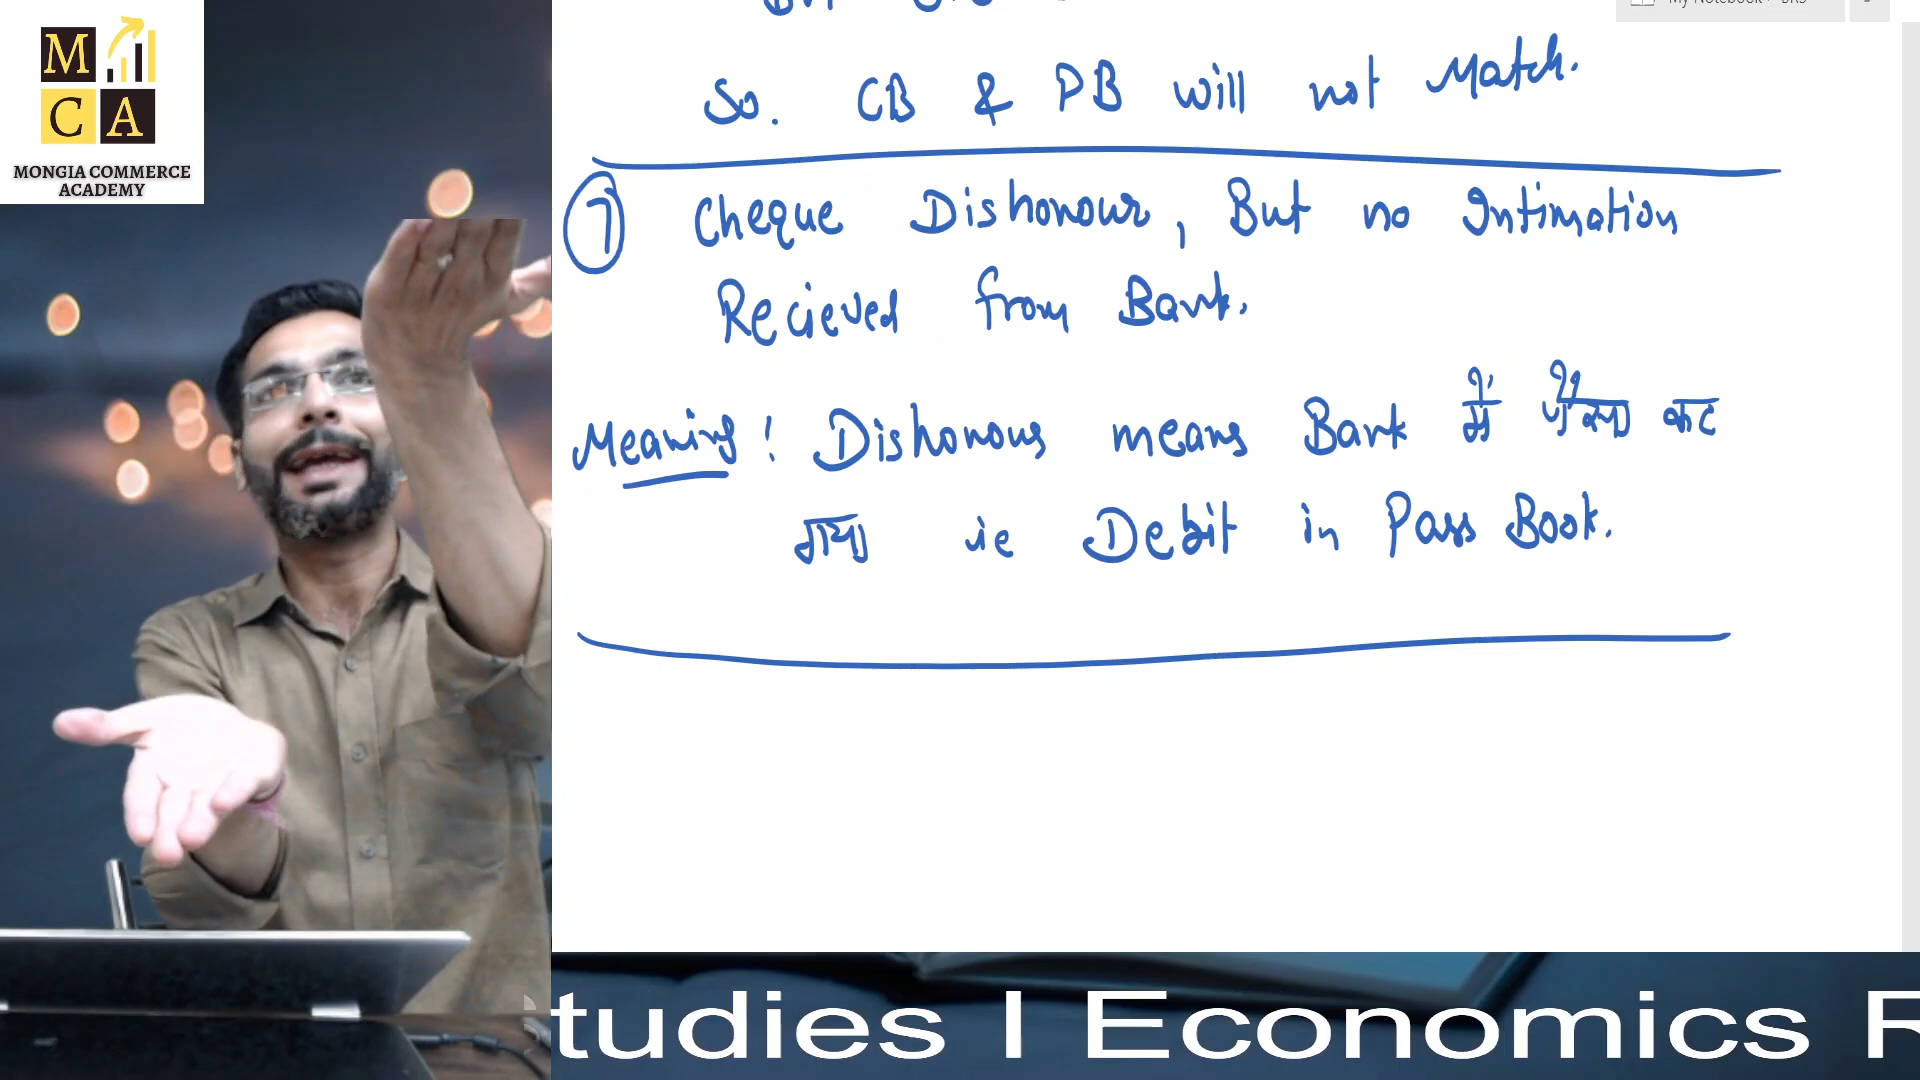 M
C A
MONGIA COMMERCE
ACADEMY
So. CB & PB will not Match.
7 Cheque Dishonour, But no Intimation
Recieved from Bank.
Meaning: Dishonour means Bank में पैसा कट
गया ie Debit in Pass Book.
tudies I Economics R